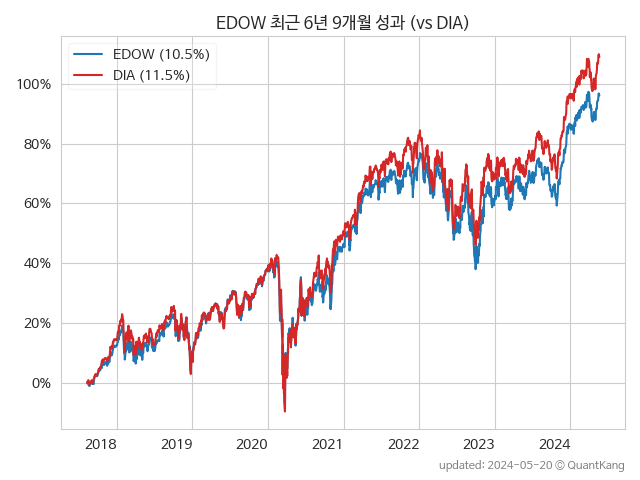 EDOW 최근 6년 9개월 성과 (vs DIA)
EDOW (10.5%)
DIA (11.5%)
100%
80%
60%
40%
20%
0%
2018 2019 2020 2021 2022 2023 2024
updated: 2024-05-20 © QuantKang